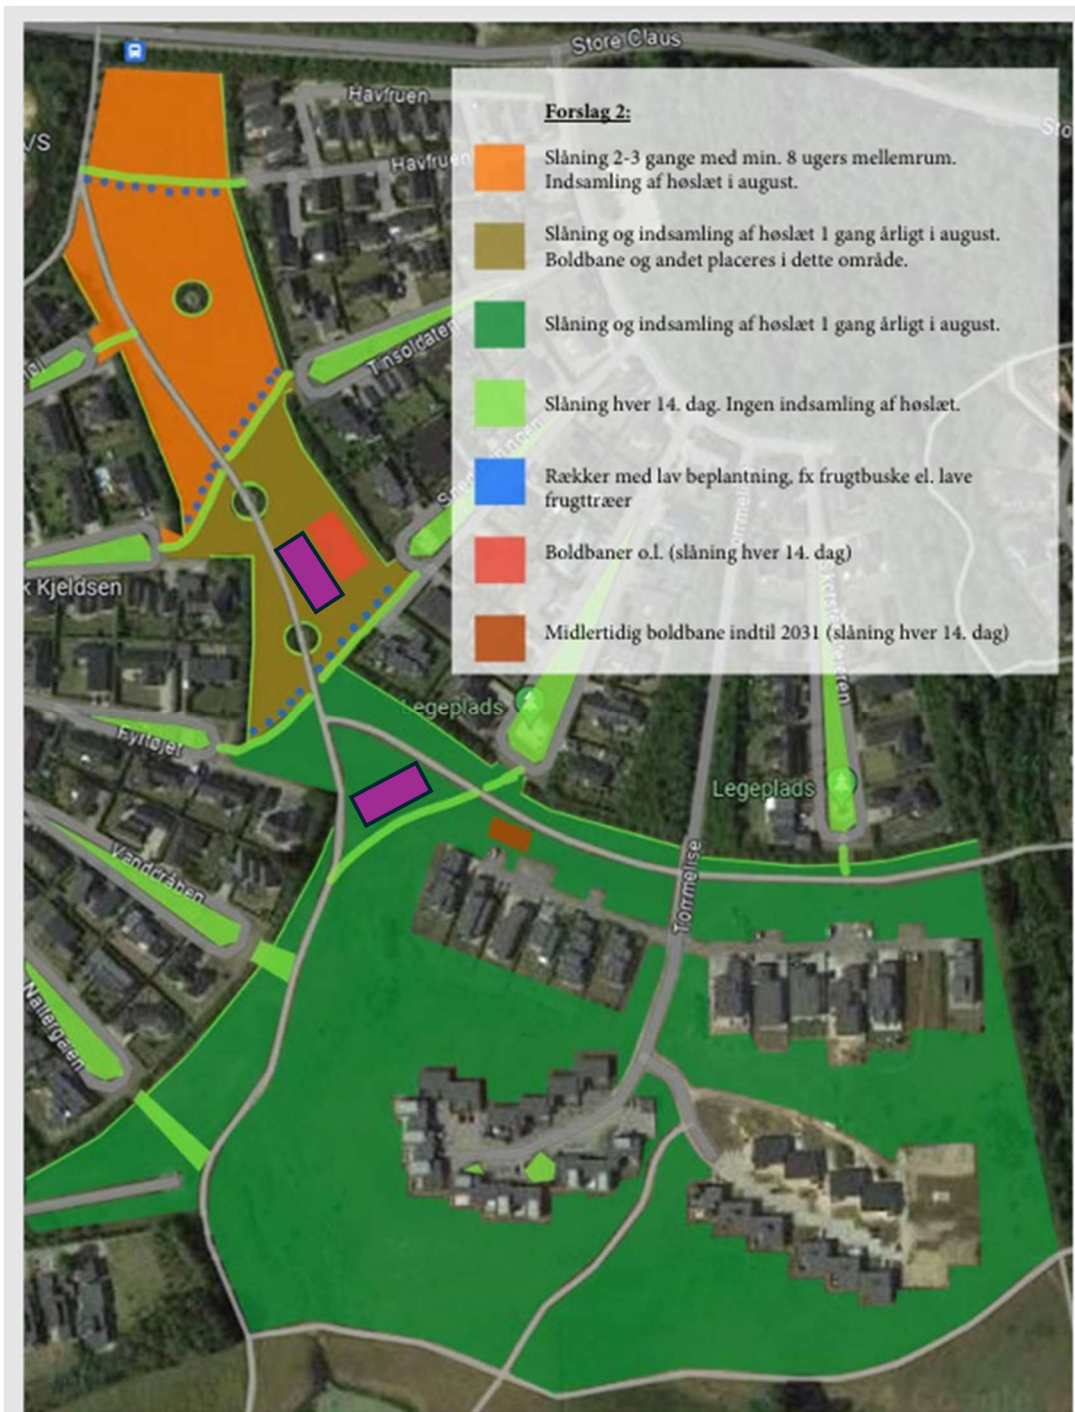 Store Claus
Havfruen
/S
Sto
Havfruen
Forslag 2:
Slåning 2-3 gange med min. 8 ugers mellemrum.
Indsamling af høslæt i august.
Slåning og indsamling af høslæt 1 gang årligt i august.
Boldbane og andet placeres i dette område.
Slåning og indsamling af høslæt 1 gang årligt i august.
Slåning hver 14. dag. Ingen indsamling af høslæt.
Rækker med lav beplantning, fx frugtbuske el. lave
frugttræer
Boldbaner o.l. (slåning hver 14. dag)
Midlertidig boldbane indtil 2031 (slåning hver 14. dag)
Tinsoldaten
k Kjeldsen
Legeplads
Fyrtøjet
Legeplads
Tommelise
Vanddråben
Nattergalen